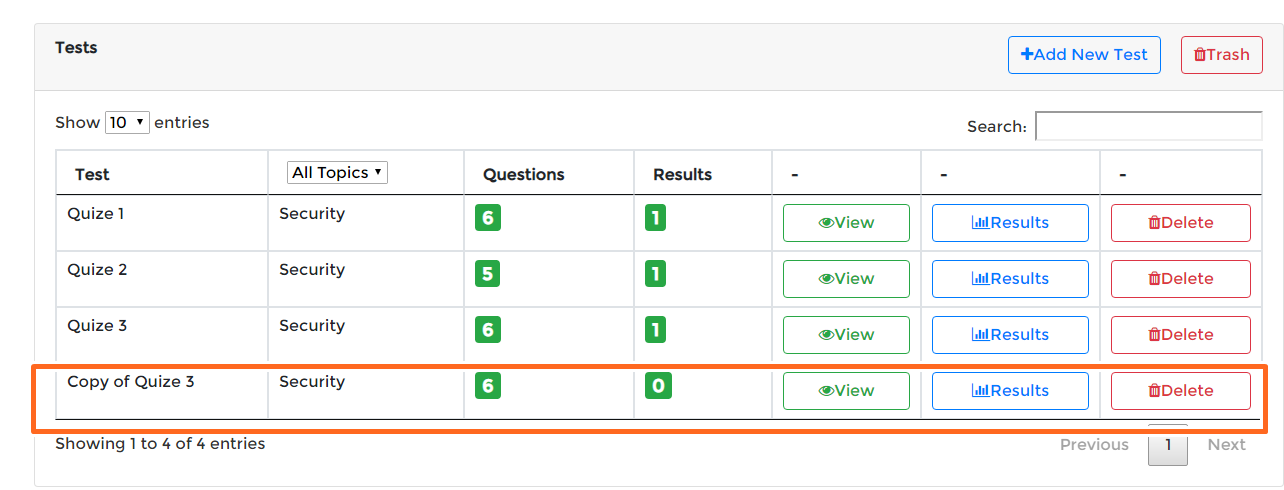 Tests
Add New Test Trash
Show 10 entries
Search:
Test All Topics Questions Results - - -
Quize 1 Security 6 1 View Results Delete
Quize 2 Security 5 1 View Results Delete
Quize 3 Security 6 1 View Results Delete
Copy of Quize 3 Security 6 0 View Results Delete
Showing 1 to 4 of 4 entries
Previous 1 Next